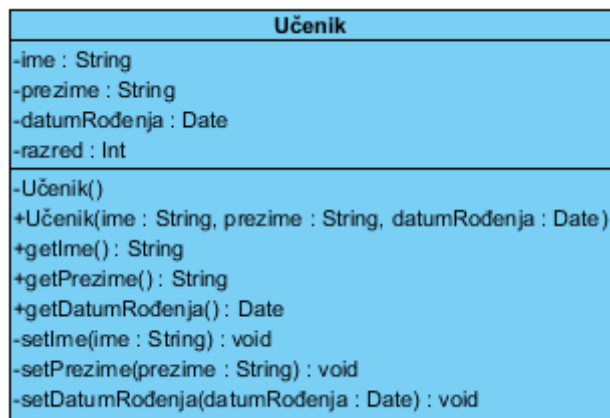 Učenik
-ime : String
-prezime : String
-datumRođenja : Date
-razred : Int
-Učenik()
+Učenik(ime : String, prezime : String, datumRođenja : Date)
+getIme() : String
+getPrezime() : String
+getDatumRođenja() : Date
-setIme(ime : String) : void
-setPrezime(prezime : String) : void
-setDatumRođenja(datumRođenja : Date) : void